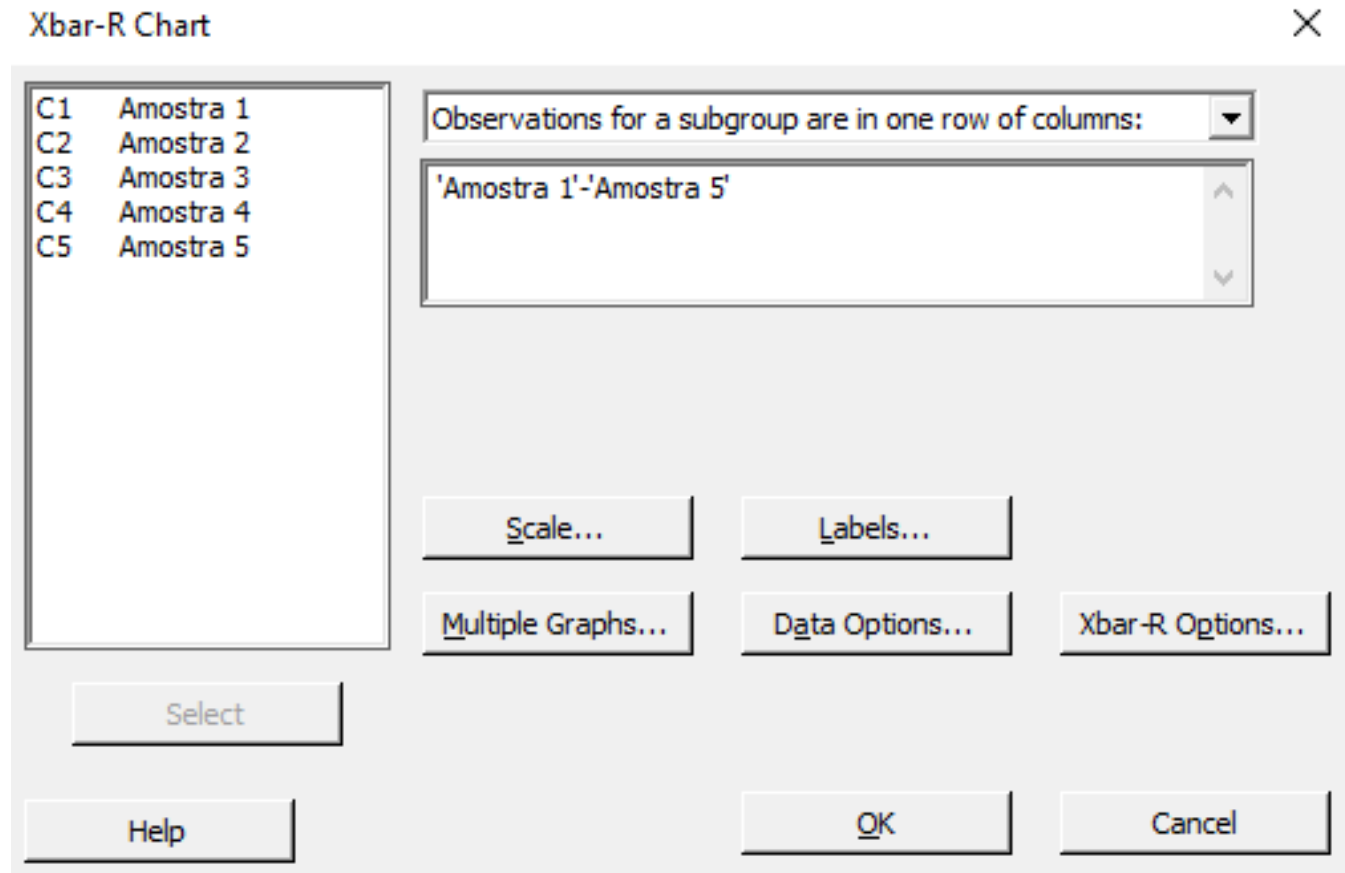 Xbar-R Chart
C1 Amostra 1
C2 Amostra 2
C3 Amostra 3
C4 Amostra 4
C5 Amostra 5
Observations for a subgroup are in one row of columns:
'Amostra 1'-'Amostra 5'
Scale...
Labels...
Multiple Graphs...
Data Options...
Xbar-R Options...
Select
Help
OK
Cancel